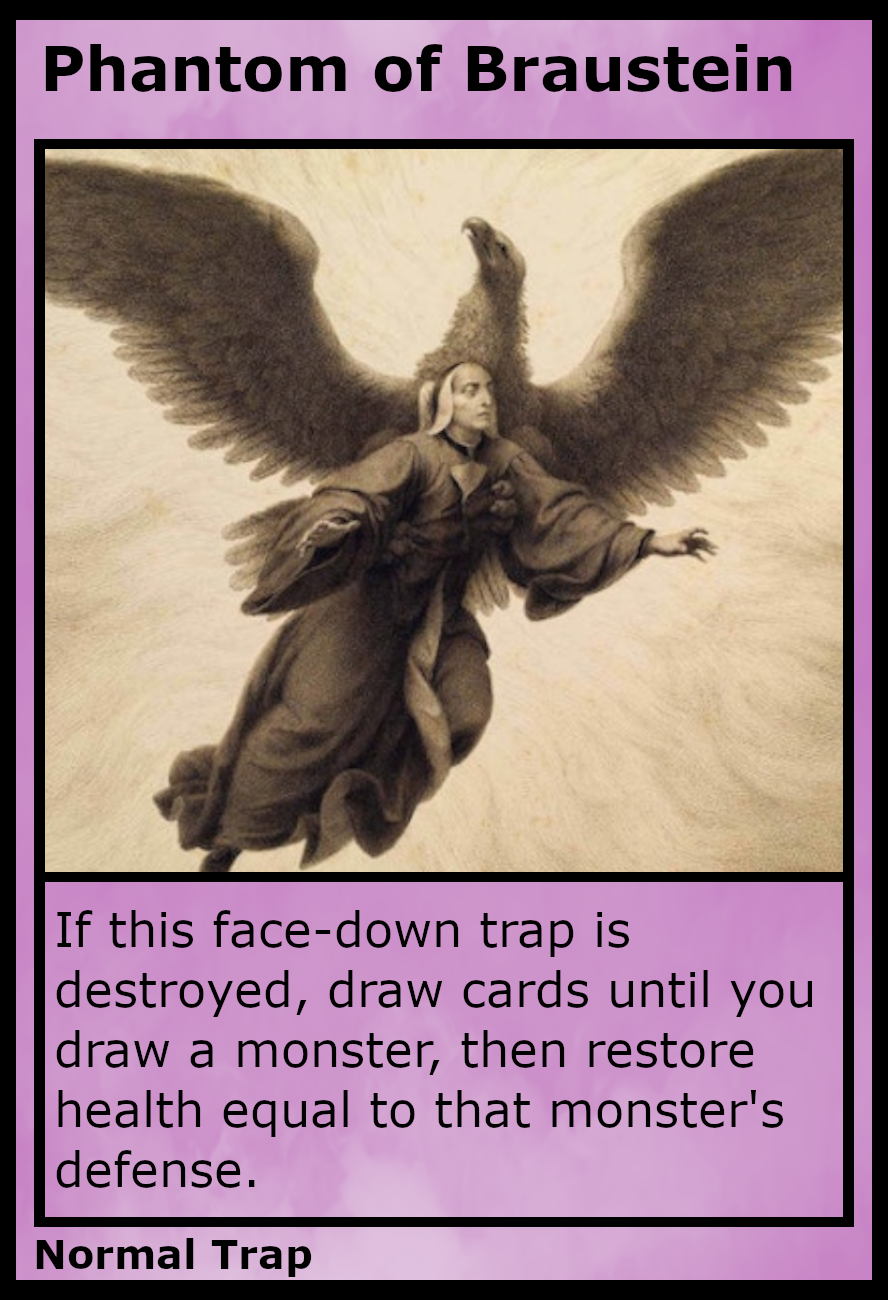 Phantom of Braustein
If this face-down trap is
destroyed, draw cards until you
draw a monster, then restore
health equal to that monster's
defense.
Normal Trap